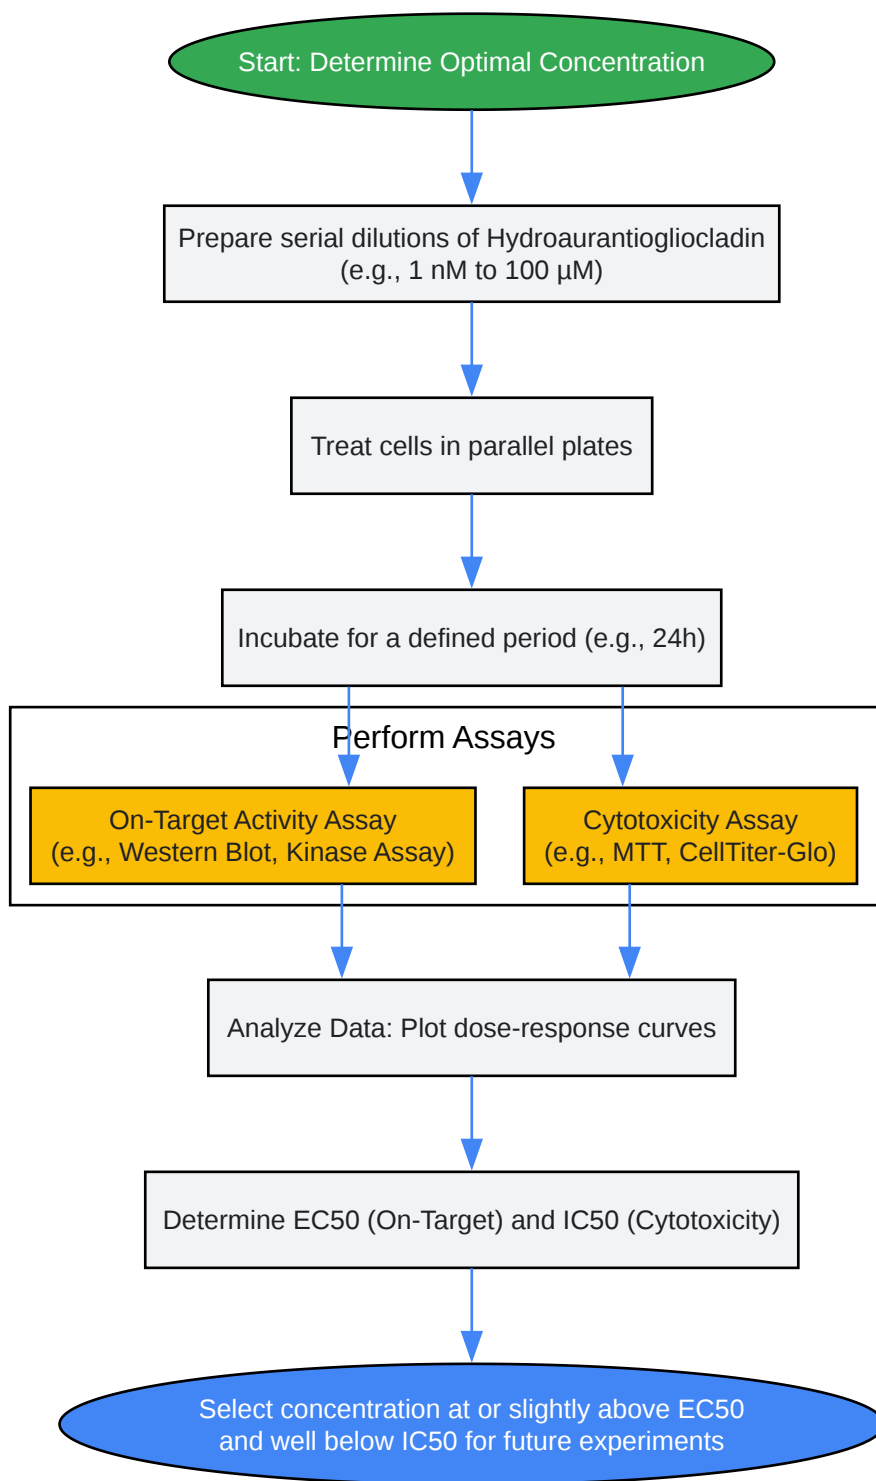 Start: Determine Optimal Concentration
Prepare serial dilutions of Hydroaurantiogliocladin
(e.g., 1 nM to 100 µM)
Treat cells in parallel plates
Incubate for a defined period (e.g., 24h)
Perform Assays
On-Target Activity Assay
(e.g., Western Blot, Kinase Assay)
Cytotoxicity Assay
(e.g., MTT, CellTiter-Glo)
Analyze Data: Plot dose-response curves
Determine EC50 (On-Target) and IC50 (Cytotoxicity)
Select concentration at or slightly above EC50
and well below IC50 for future experiments